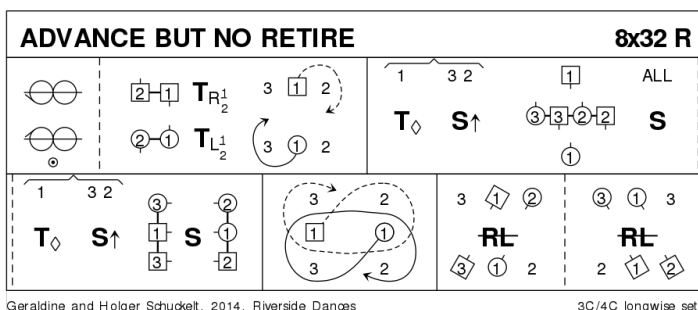 ADVANCE BUT NO RETIRE 8x32 R
2 1 T R 1/2 3 1 2
2 1 T L 1/2 3 1 2
1 3 2 1 ALL
T◊ S↑ 3 3 2 2 S
1
1 3 2 3 2
T◊ S↑ 1 S 1
3 2
3 2
1 1
3 2
3 1 2 3 1 3
RL RL
3 1 2 2 1 2
Geraldine and Holger Schuckelt, 2014, Riverside Dances 3C/4C longwise set